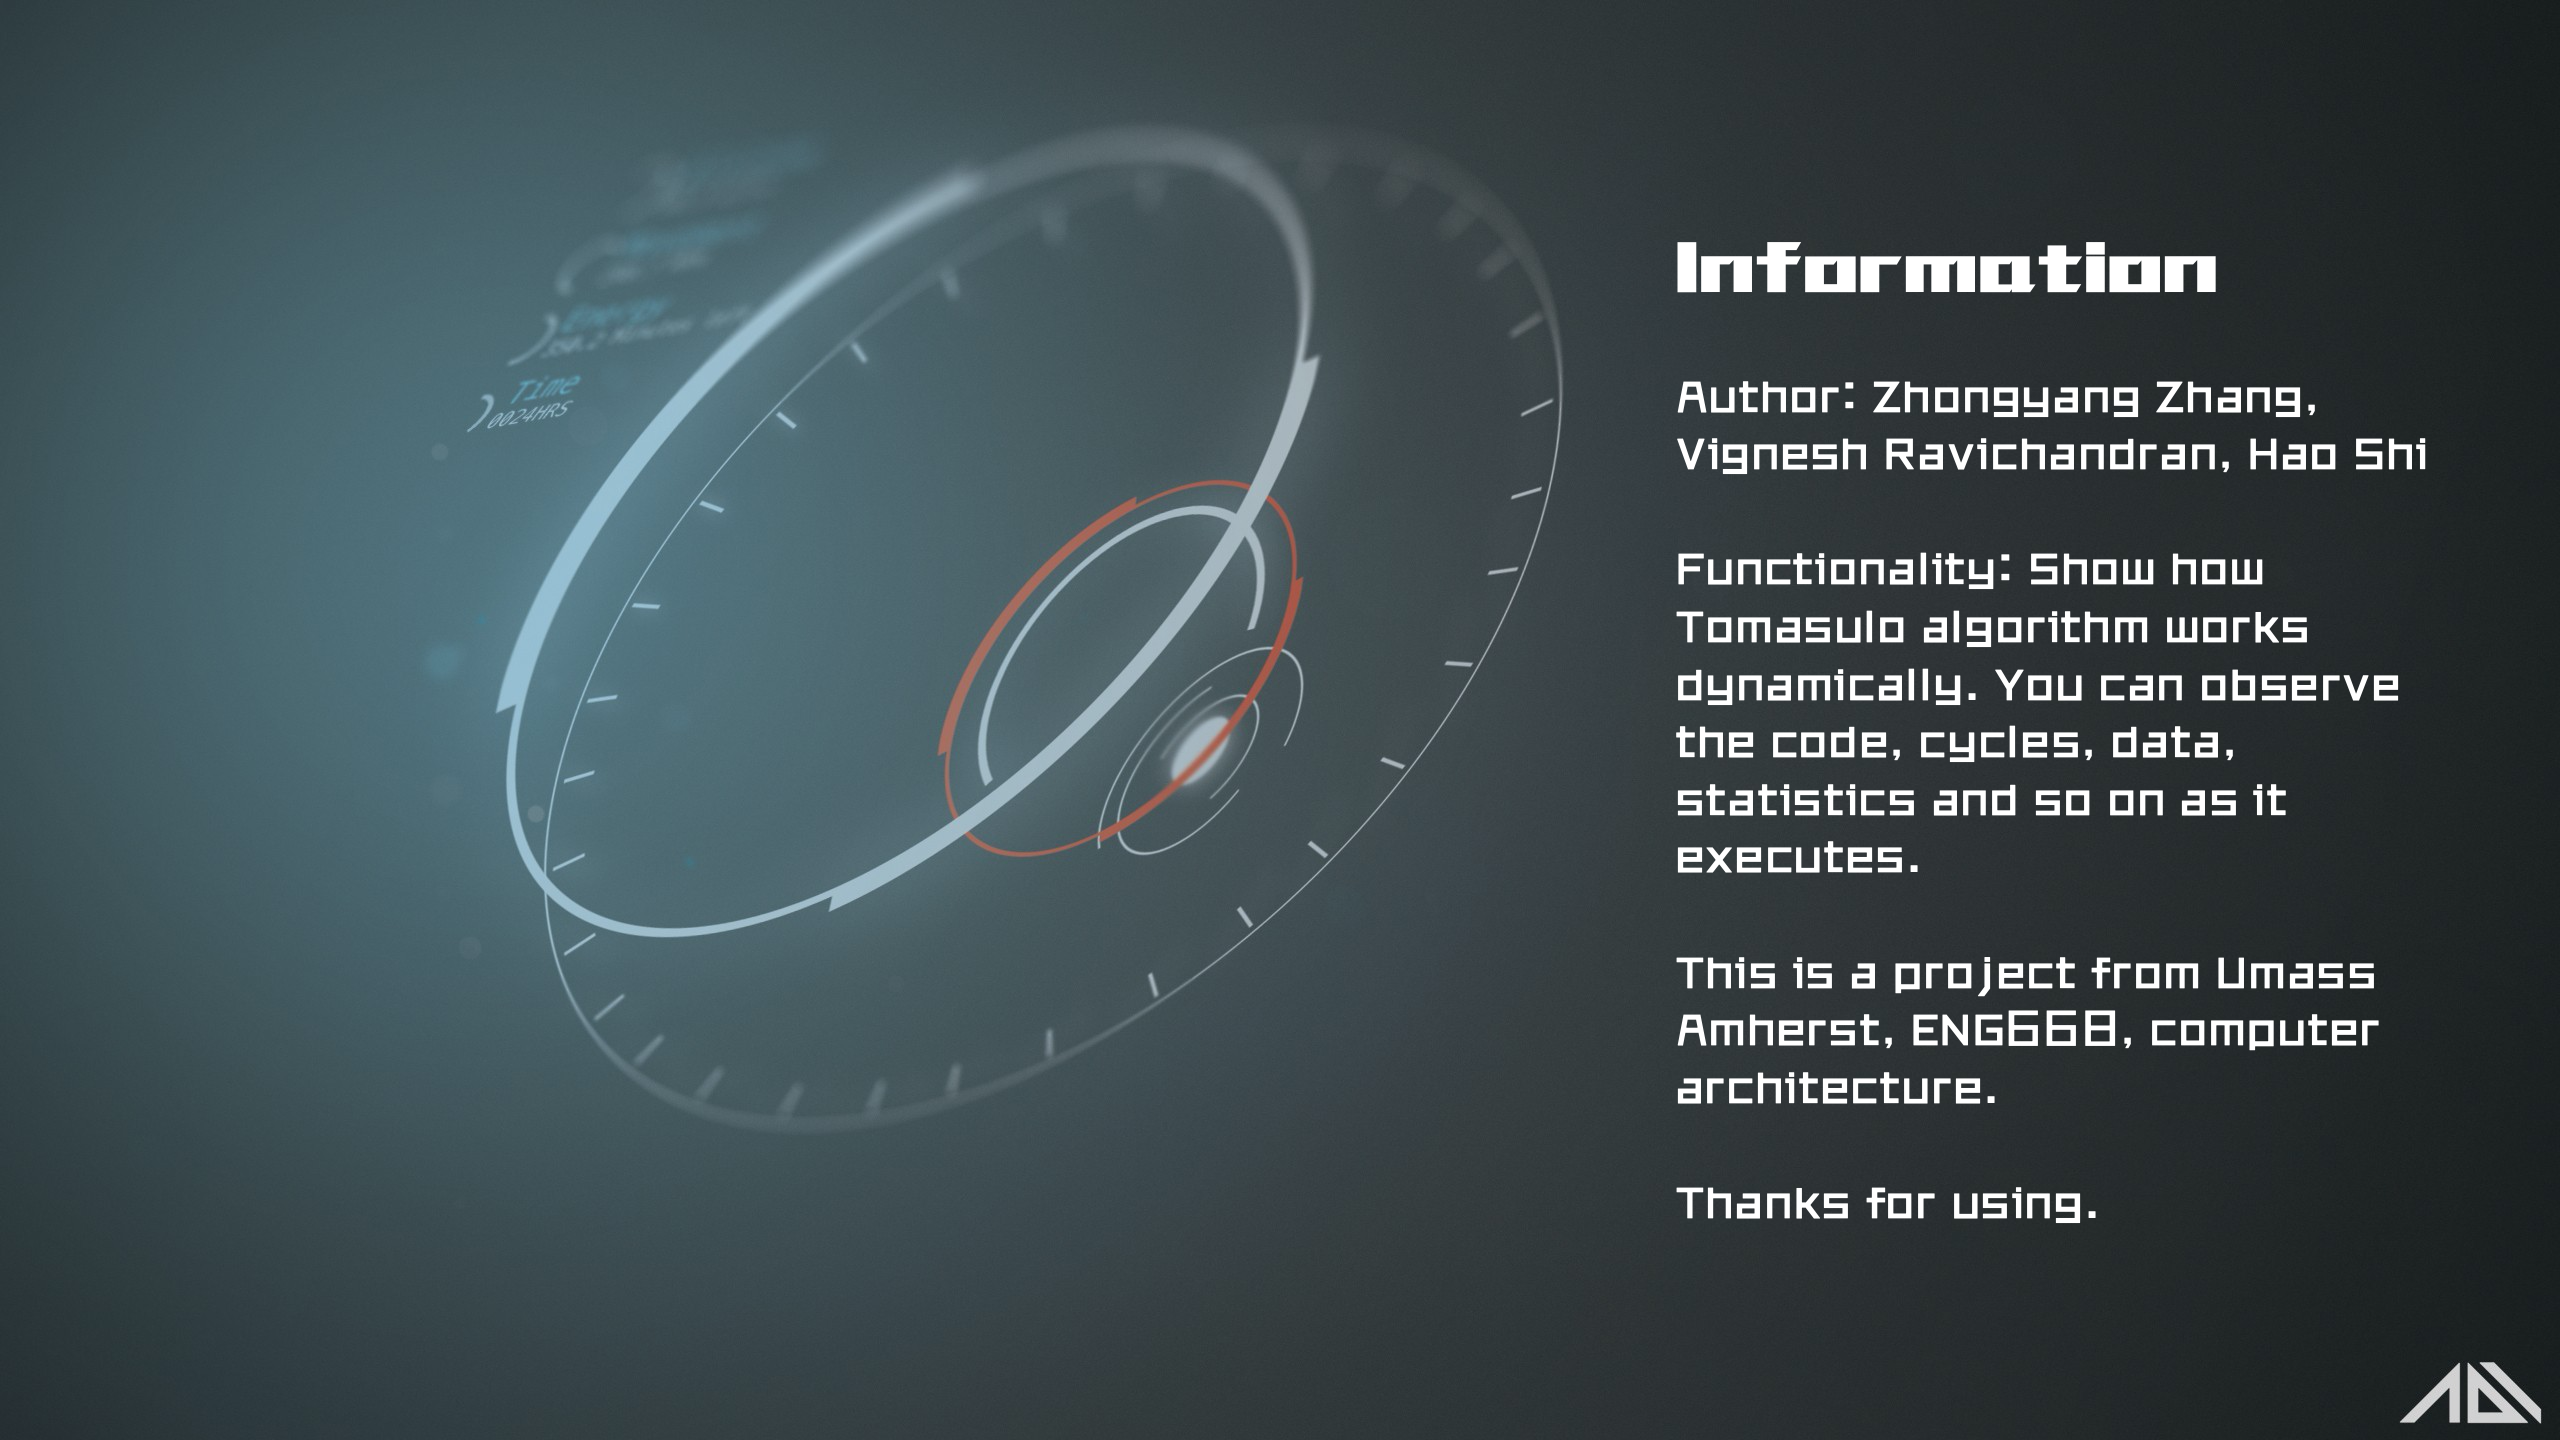 Energy
Time
0024HRS
Information
Author: Zhongyang Zhang,
Vignesh Ravichandran, Hao Shi
Functionality: Show how
Tomasulo algorithm works
dynamically. You can observe
the code, cycles, data,
statistics and so on as it
executes.
This is a project from Umass
Amherst, ENG668, computer
architecture.
Thanks for using.